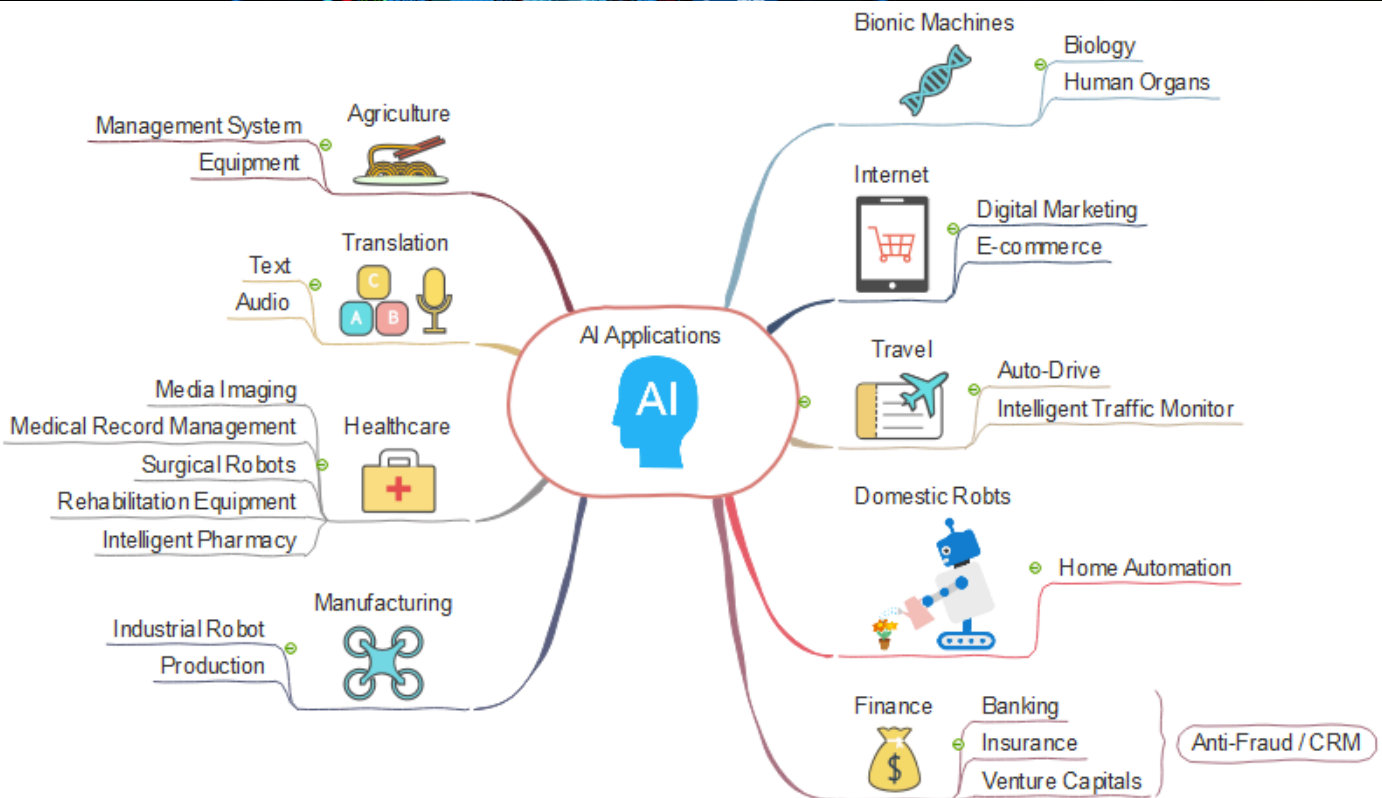 AI Applications
AI
Bionic Machines
Biology
Human Organs
Internet
Digital Marketing
E-commerce
Travel
Auto-Drive
Intelligent Traffic Monitor
Domestic Robts
Home Automation
Finance
$
Banking
Insurance
Venture Capitals
Anti-Fraud / CRM
Agriculture
Management System
Equipment
Translation
C
A B
Text
Audio
Healthcare
Media Imaging
Medical Record Management
Surgical Robots
Rehabilitation Equipment
Intelligent Pharmacy
Manufacturing
Industrial Robot
Production